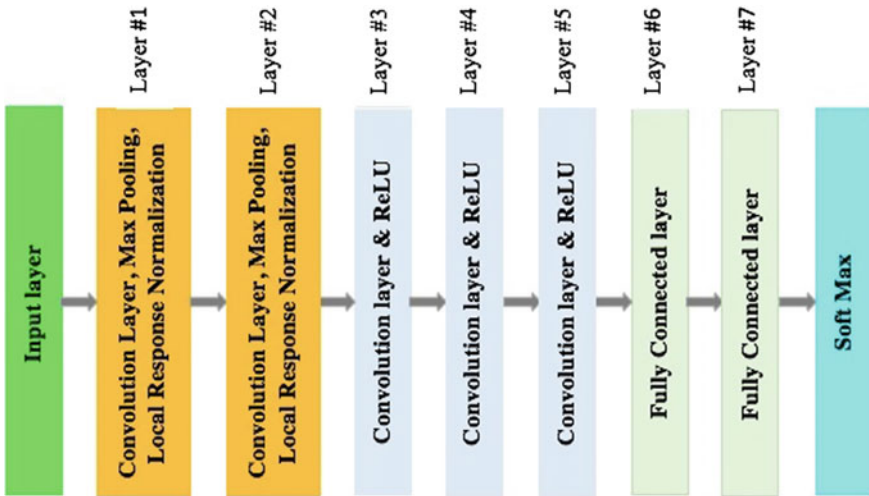 Layer #1
Layer #2
Layer #3
Layer #4
Layer #5
Layer #6
Layer #7
Input layer
Convolution Layer, Max Pooling,
Local Response Normalization
Convolution Layer, Max Pooling,
Local Response Normalization
Convolution layer & ReLU
Convolution layer & ReLU
Convolution layer & ReLU
Fully Connected layer
Fully Connected layer
Soft Max